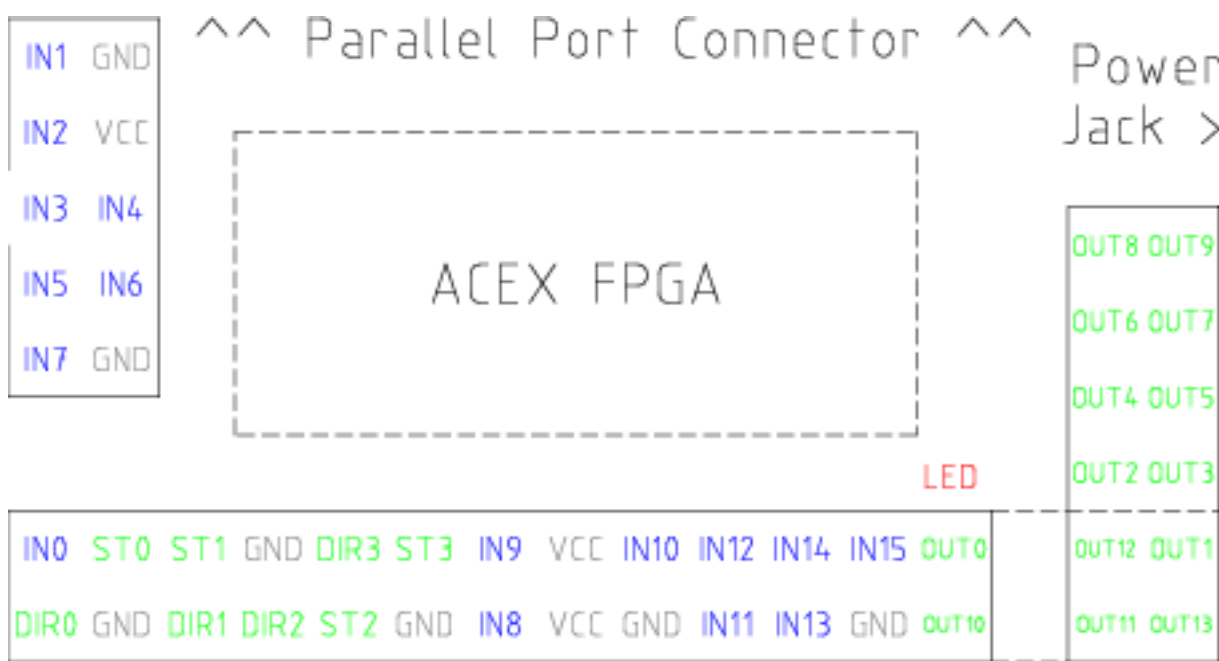 ^^ Parallel Port Connector ^^
Power
Jack >
IN1 GND
IN2 VCC
IN3 IN4
IN5 IN6
IN7 GND
ACEX FPGA
OUT8 OUT9
OUT6 OUT7
OUT4 OUT5
OUT2 OUT3
LED
IN0 ST0 ST1 GND DIR3 ST3 IN9 VCC IN10 IN12 IN14 IN15 OUT0
DIR0 GND DIR1 DIR2 ST2 GND IN8 VCC GND IN11 IN13 GND OUT10
OUT12 OUT1
OUT11 OUT13